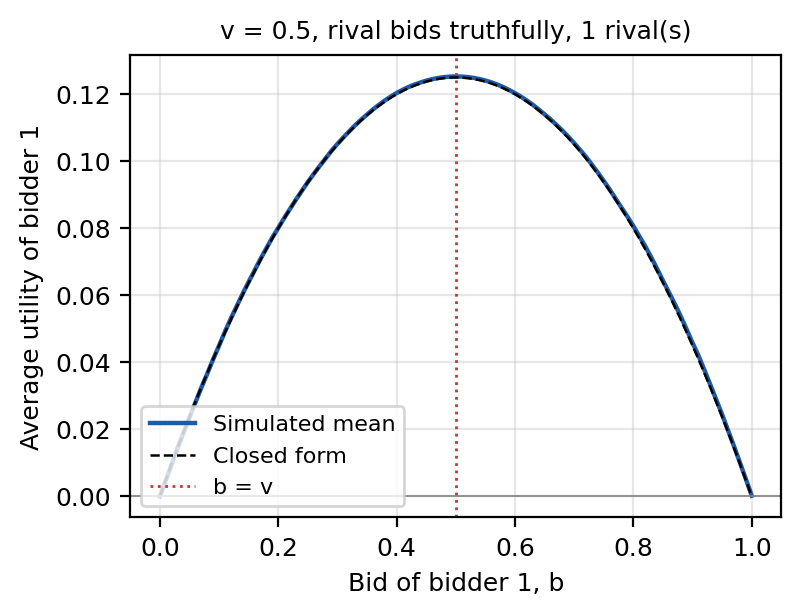 v = 0.5, rival bids truthfully, 1 rival(s)
Average utility of bidder 1
0.12
0.10
0.08
0.06
0.04
0.02
0.00
Simulated mean
Closed form
b = v
0.0 0.2 0.4 0.6 0.8 1.0
Bid of bidder 1, b